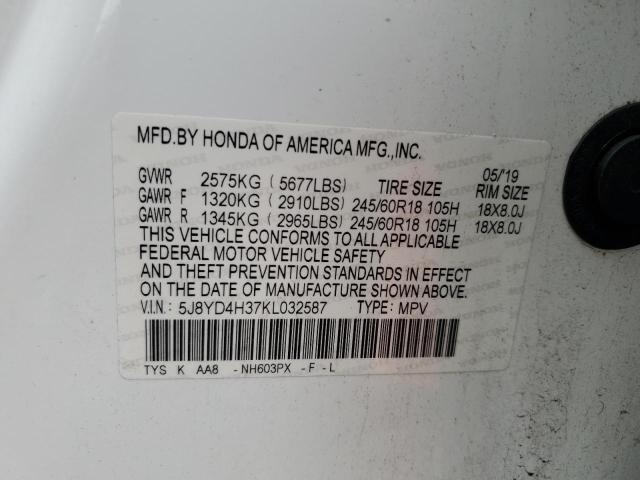 MFD.BY HONDA OF AMERICA MFG.,INC.
05/19
GVWR 2575KG (5677LBS) TIRE SIZE RIM SIZE
GAWR F 1320KG (2910LBS) 245/60R18 105H 18X8.0J
GAWR R 1345KG (2965LBS) 245/60R18 105H 18X8.0J
THIS VEHICLE CONFORMS TO ALL APPLICABLE
FEDERAL MOTOR VEHICLE SAFETY
AND THEFT PREVENTION STANDARDS IN EFFECT
ON THE DATE OF MANUFACTURE SHOWN ABOVE.
V.I.N.: 5J8YD4H37KL032587 TYPE: MPV
TYS K AA8 -NH603PX -F -L